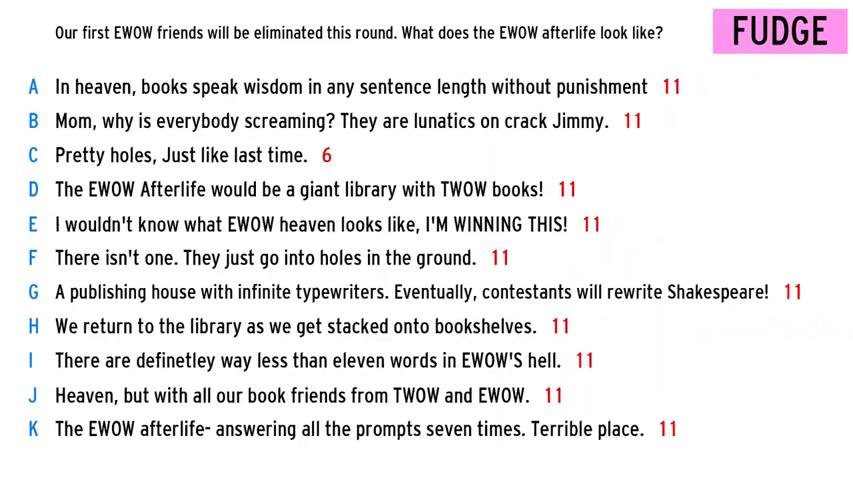 Our first EWOW friends will be eliminated this round. What does the EWOW afterlife look like?
FUDGE
A In heaven, books speak wisdom in any sentence length without punishment 11
B Mom, why is everybody screaming? They are lunatics on crack Jimmy. 11
C Pretty holes, Just like last time. 6
D The EWOW Afterlife would be a giant library with TWOW books! 11
E I wouldn't know what EWOW heaven looks like, I'M WINNING THIS! 11
F There isn't one. They just go into holes in the ground. 11
G A publishing house with infinite typewriters. Eventually, contestants will rewrite Shakespeare! 11
H We return to the library as we get stacked onto bookshelves. 11
I There are definetley way less than eleven words in EWOW'S hell. 11
J Heaven, but with all our book friends from TWOW and EWOW. 11
K The EWOW afterlife- answering all the prompts seven times. Terrible place. 11